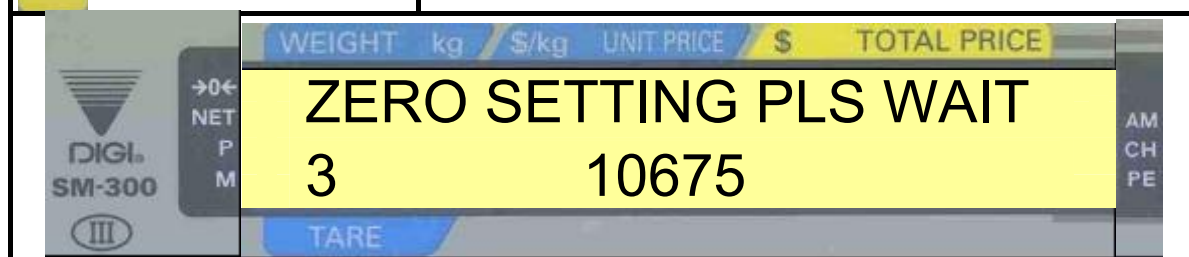 WEIGHT kg $/kg UNIT PRICE $ TOTAL PRICE
→0←
NET
P
M
ZERO SETTING PLS WAIT
3 10675
AM
CH
PE
DIGI®
SM-300
III
TARE